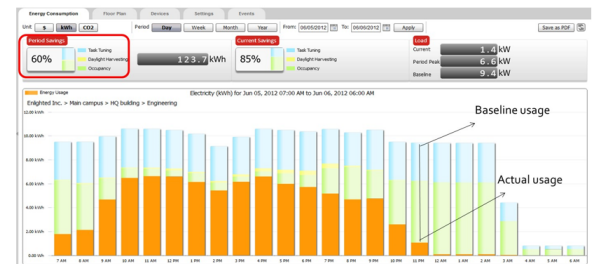 Energy Consumption Floor Plan Devices Settings Events
Unit $ kWh CO2 Period Day Week Month Year From: 06/05/2012 To: 06/06/2012 Apply Save as PDF
Period Savings Current Savings Load
60% Task Tuning Daylight Harvesting Occupancy 123.7 kWh 85% Task Tuning Daylight Harvesting Occupancy
Current 1.4 kW
Period Peak 6.6 kW
Baseline 9.4 kW
Energy Usage Electricity (kWh) for Jun 05, 2012 07:00 AM to Jun 06, 2012 06:00 AM
Enlighted Inc. > Main campus > HQ building > Engineering
Baseline usage
Actual usage
10.00 kWh
8.00 kWh
6.00 kWh
4.00 kWh
2.00 kWh
0.00 kWh
7 AM 8 AM 9 AM 10 AM 11 AM 12 PM 1 PM 2 PM 3 PM 4 PM 5 PM 6 PM 7 PM 8 PM 9 PM 10 PM 11 PM 12 AM 1 AM 2 AM 3 AM 4 AM 5 AM 6 AM